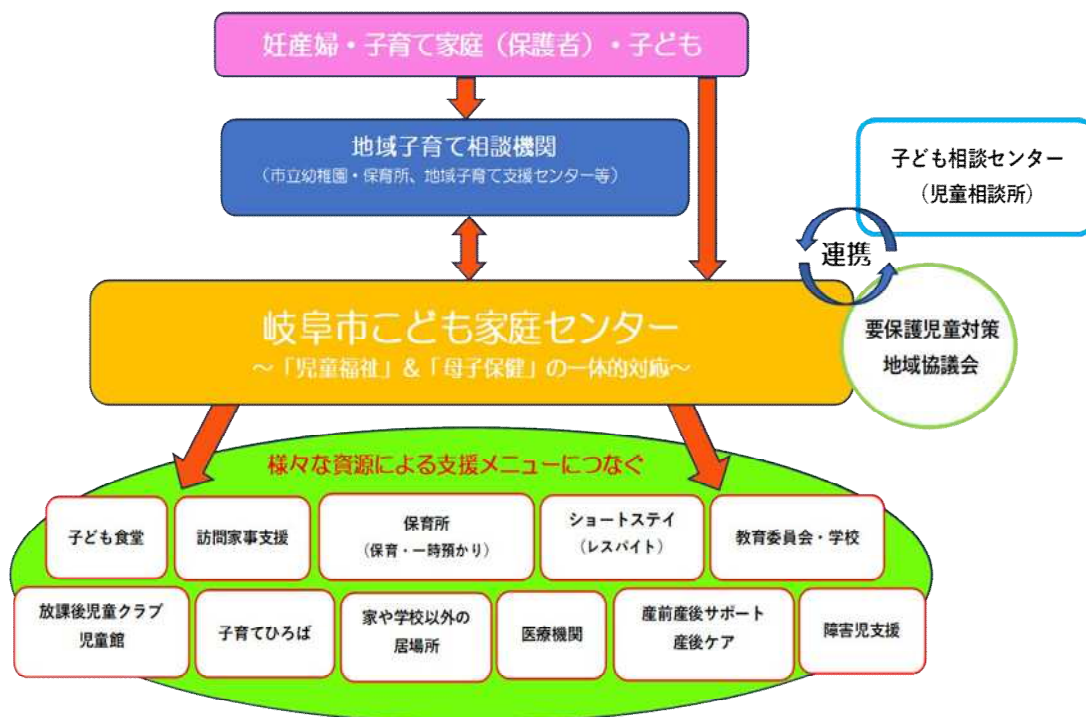 妊産婦・子育て家庭（保護者）・子ども
地域子育て相談機関
（市立幼稚園・保育所、地域子育て支援センター等）
子ども相談センター
（児童相談所）
連携
岐阜市こども家庭センター
～「児童福祉」＆「母子保健」の一体的対応～
要保護児童対策
地域協議会
様々な資源による支援メニューにつなぐ
子ども食堂
訪問家事支援
保育所
（保育・一時預かり）
ショートステイ
（レスパイト）
教育委員会・学校
放課後児童クラブ
児童館
子育てひろば
家や学校以外の
居場所
医療機関
産前産後サポート
産後ケア
障害児支援